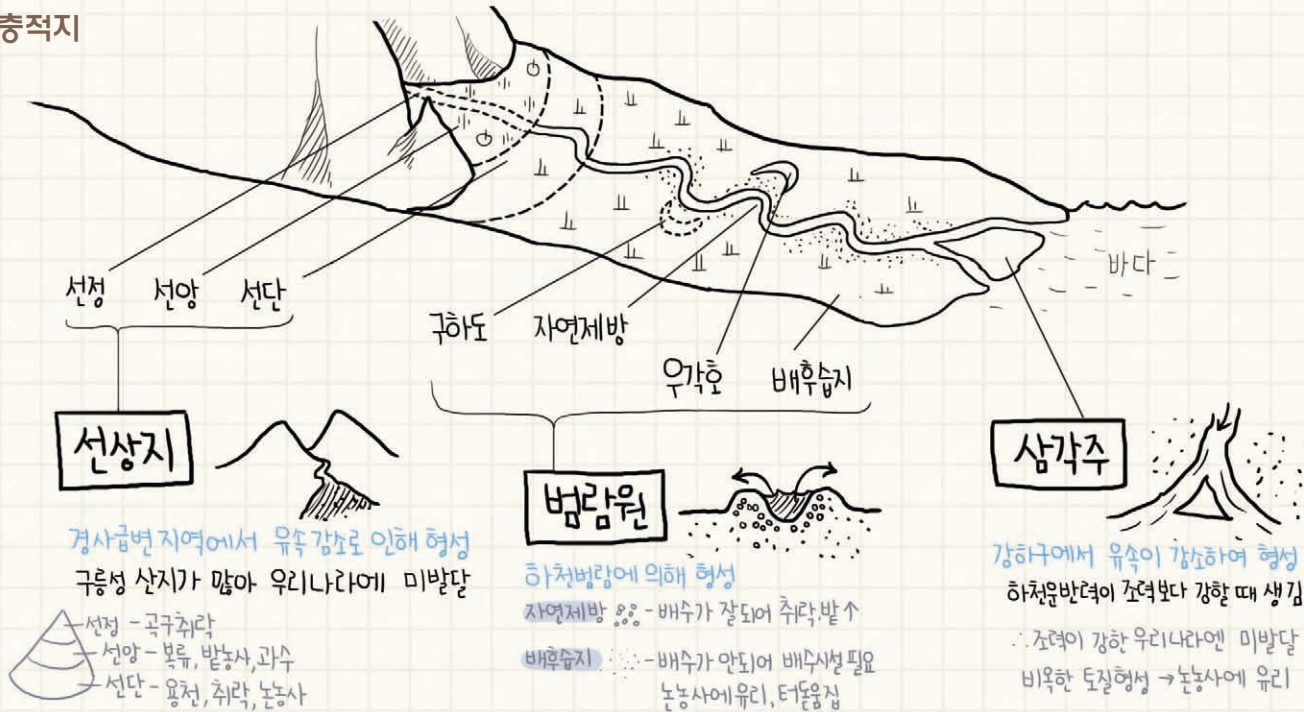 충적지
바다
선정 선앙 선단
구하도 자연제방
우각호 배후습지
선상지
경사급변 지역에서 유속 감소로 인해 형성
구릉성 산지가 많아 우리나라에 미발달
선정 - 곡구취락
선앙 - 복류, 밭농사, 과수
선단 - 용천, 취락, 논농사
범람원
하천범람에 의해 형성
자연제방 - 배수가 잘되어 취락, 밭↑
배후습지 - 배수가 안되어 배수시설 필요
논농사에 유리, 터돋움집
삼각주
강하구에서 유속이 감소하여 형성
하천운반력이 조력보다 강할 때 생김
∴조력이 강한 우리나라엔 미발달
비옥한 토질형성 → 논농사에 유리